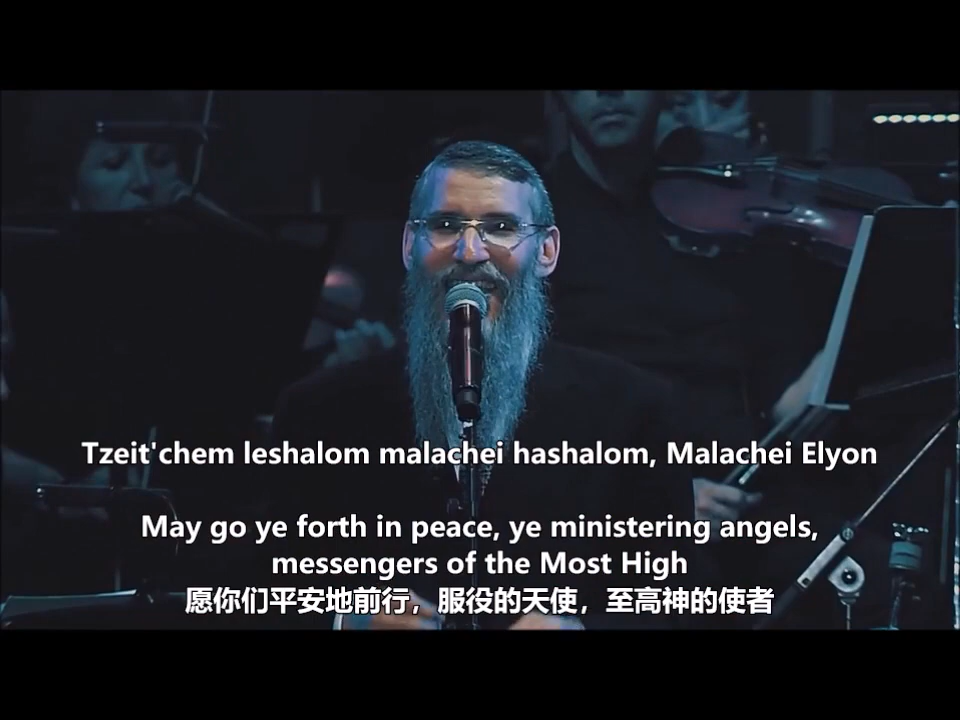 Tzeit'chem leshalom malachei hashalom, Malachei Elyon
May go ye forth in peace, ye ministering angels,
messengers of the Most High
愿你们平安地前行，服役的天使，至高神的使者